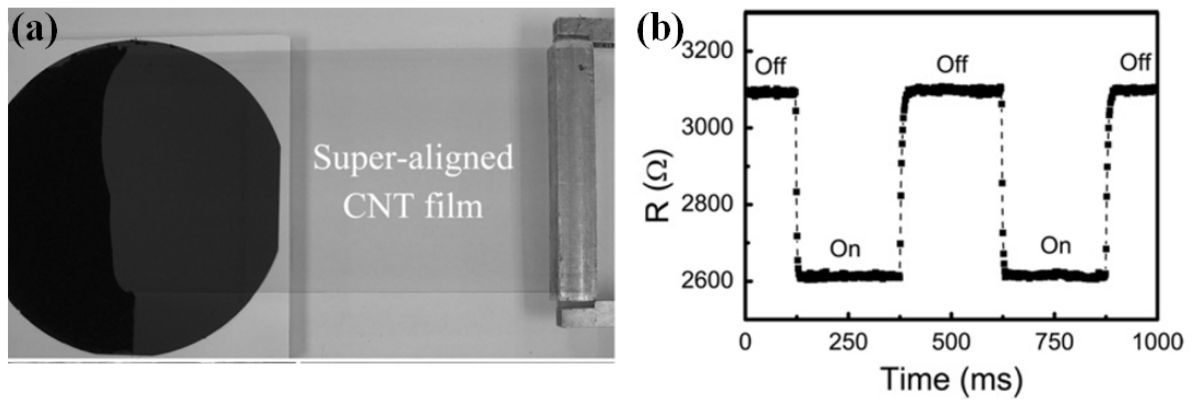 (a)
Super-aligned
CNT film
(b)
3200
3000
2800
2600
R (Ω)
Off
Off
Off
On
On
0
250
500
750
1000
Time (ms)